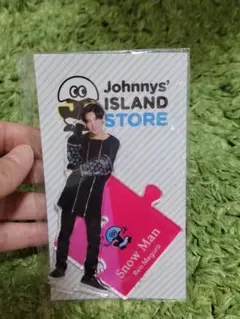 Johnnys'
ISLAND
STORE
Snow Man
Ren Meguro